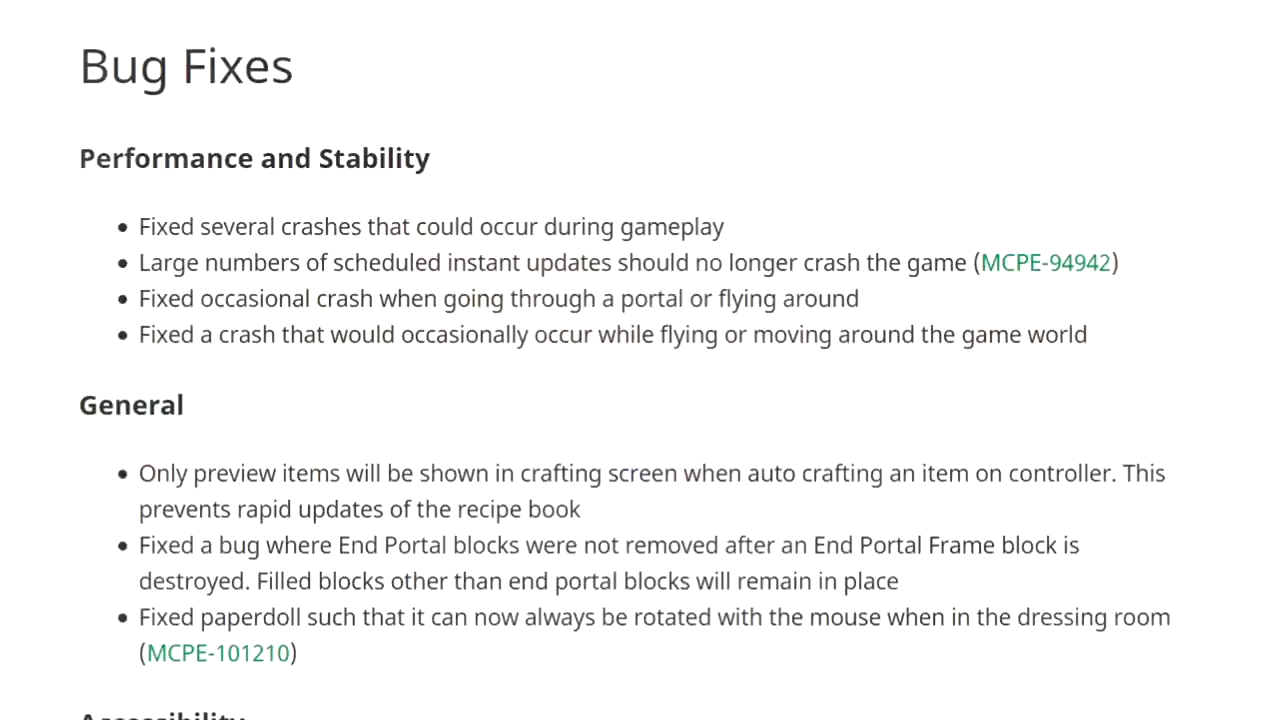 Bug Fixes
Performance and Stability
• Fixed several crashes that could occur during gameplay
• Large numbers of scheduled instant updates should no longer crash the game (MCPE-94942)
• Fixed occasional crash when going through a portal or flying around
• Fixed a crash that would occasionally occur while flying or moving around the game world
General
• Only preview items will be shown in crafting screen when auto crafting an item on controller. This
prevents rapid updates of the recipe book
• Fixed a bug where End Portal blocks were not removed after an End Portal Frame block is
destroyed. Filled blocks other than end portal blocks will remain in place
• Fixed paperdoll such that it can now always be rotated with the mouse when in the dressing room
(MCPE-101210)
Accessibility